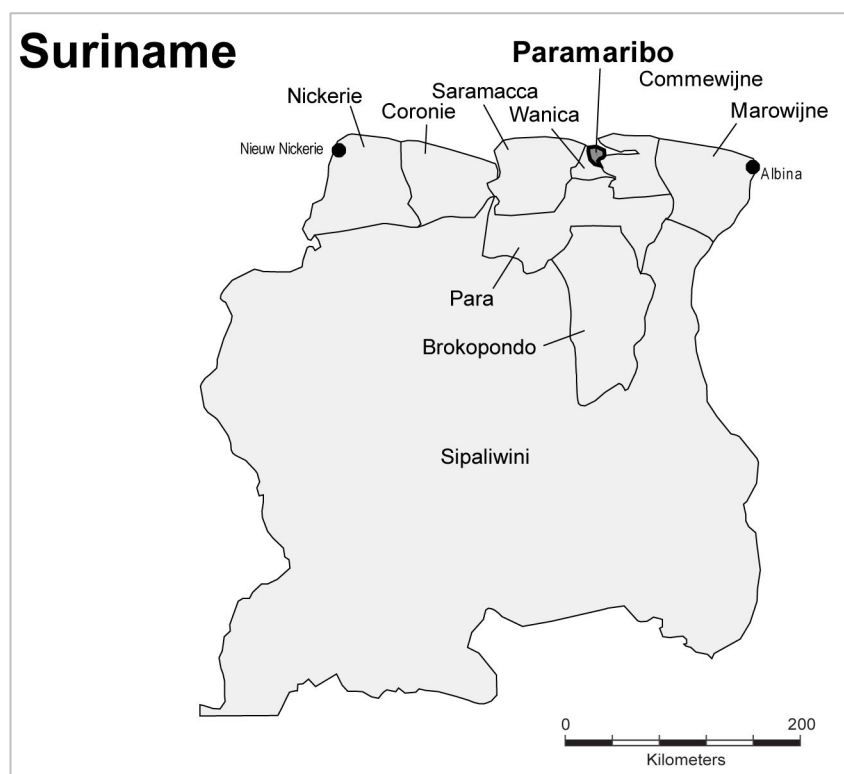 Suriname
Paramaribo
Commewijne
Saramacca
Nickerie
Coronie
Wanica
Marowijne
Nieuw Nickerie
Albina
Para
Brokopondo
Sipaliwini
0 200
Kilometers